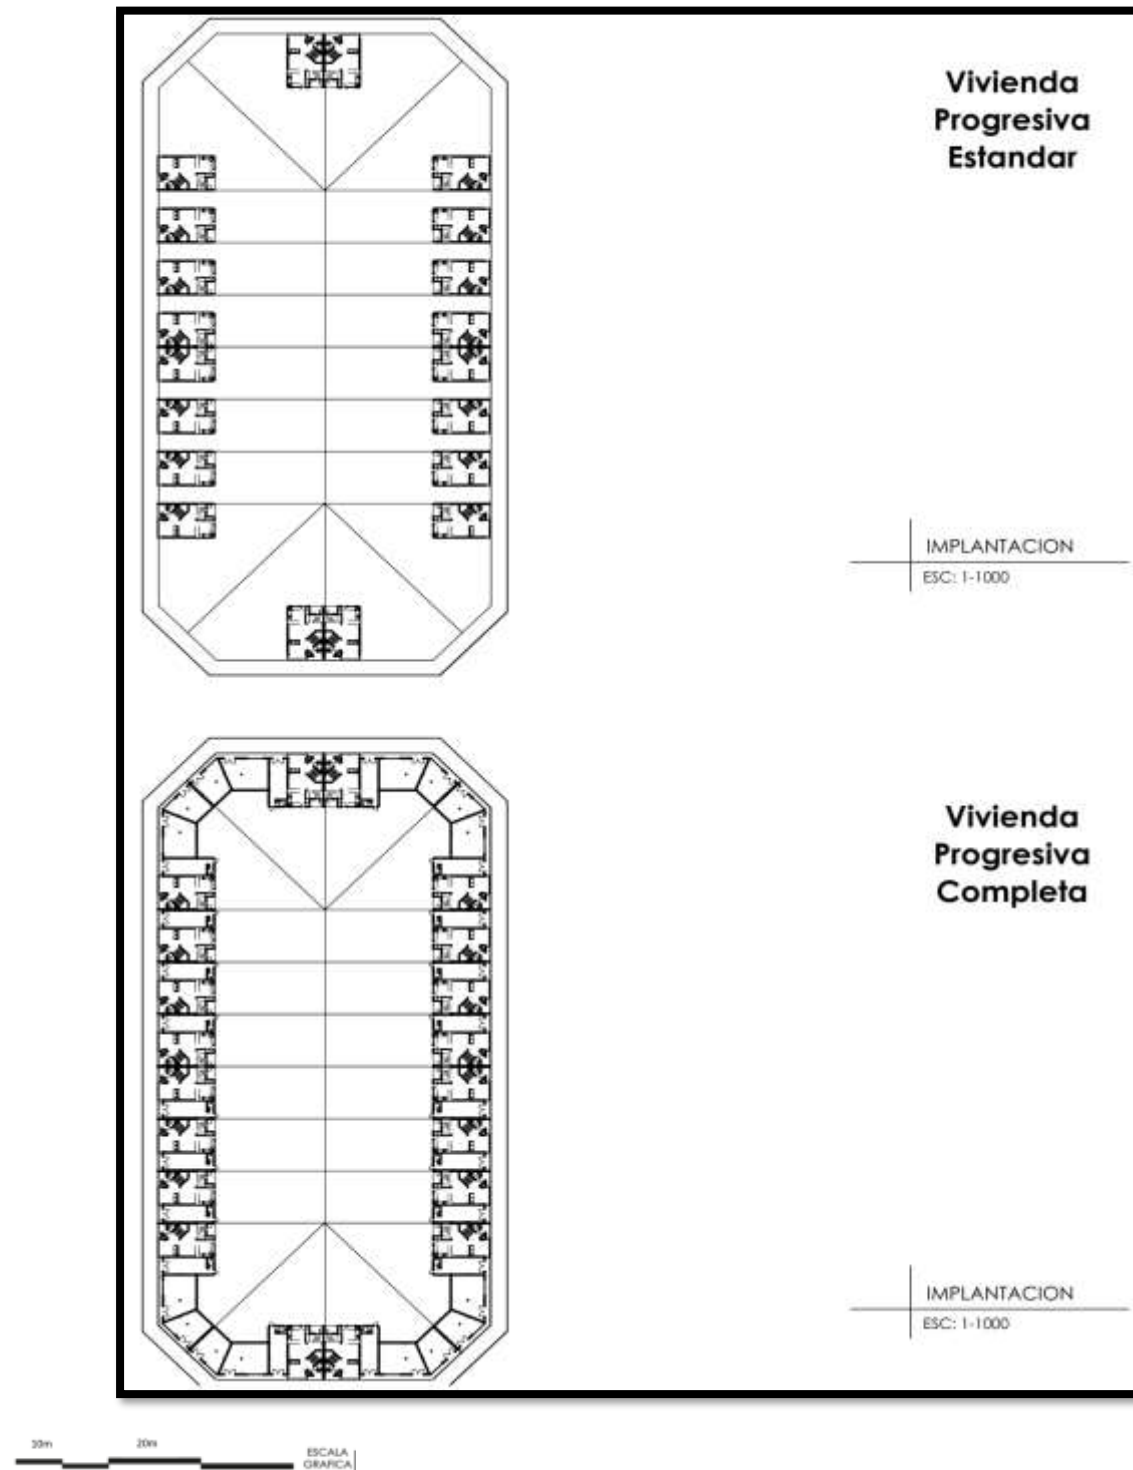 Vivienda
Progresiva
Estandar
IMPLANTACION
ESC: 1-1000
Vivienda
Progresiva
Completa
IMPLANTACION
ESC: 1-1000
20m
ESCALA
GRAFICA